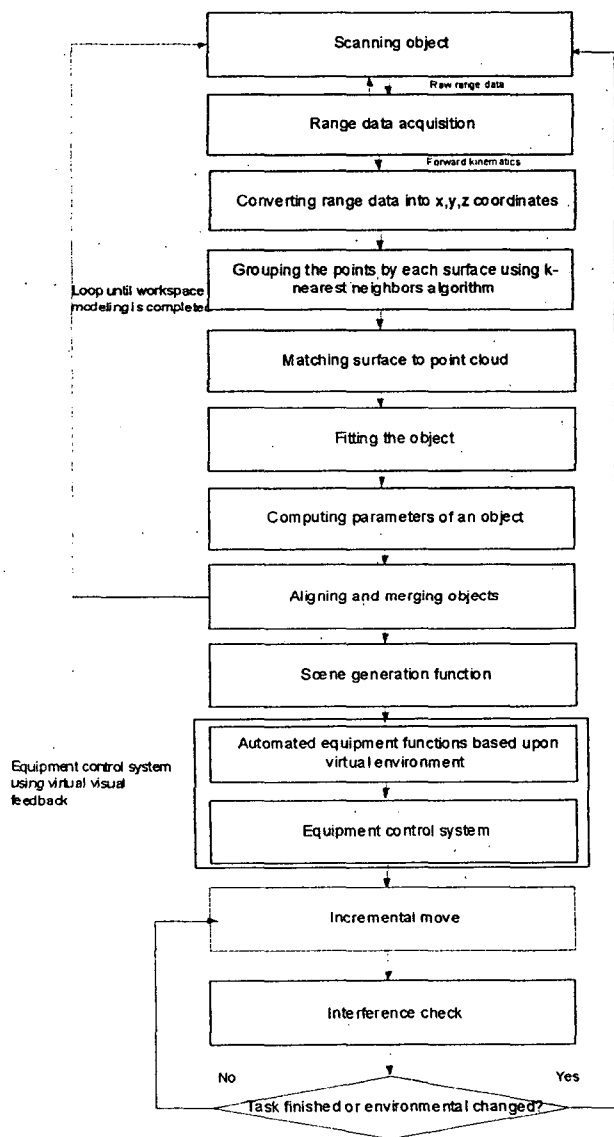 Scanning object
Raw range data
Range data acquisition
Forward kinematics
Converting range data into x,y,z coordinates
Grouping the points by each surface using k-
nearest neighbors algorithm
Loop until workspace
modeling is completed
Matching surface to point cloud
Fitting the object
Computing parameters of an object
Aligning and merging objects
Scene generation function
Automated equipment functions based upon
virtual environment
Equipment control system
using virtual visual
feedback
Equipment control system
Incremental move
Interference check
No
Yes
Task finished or environmental changed?